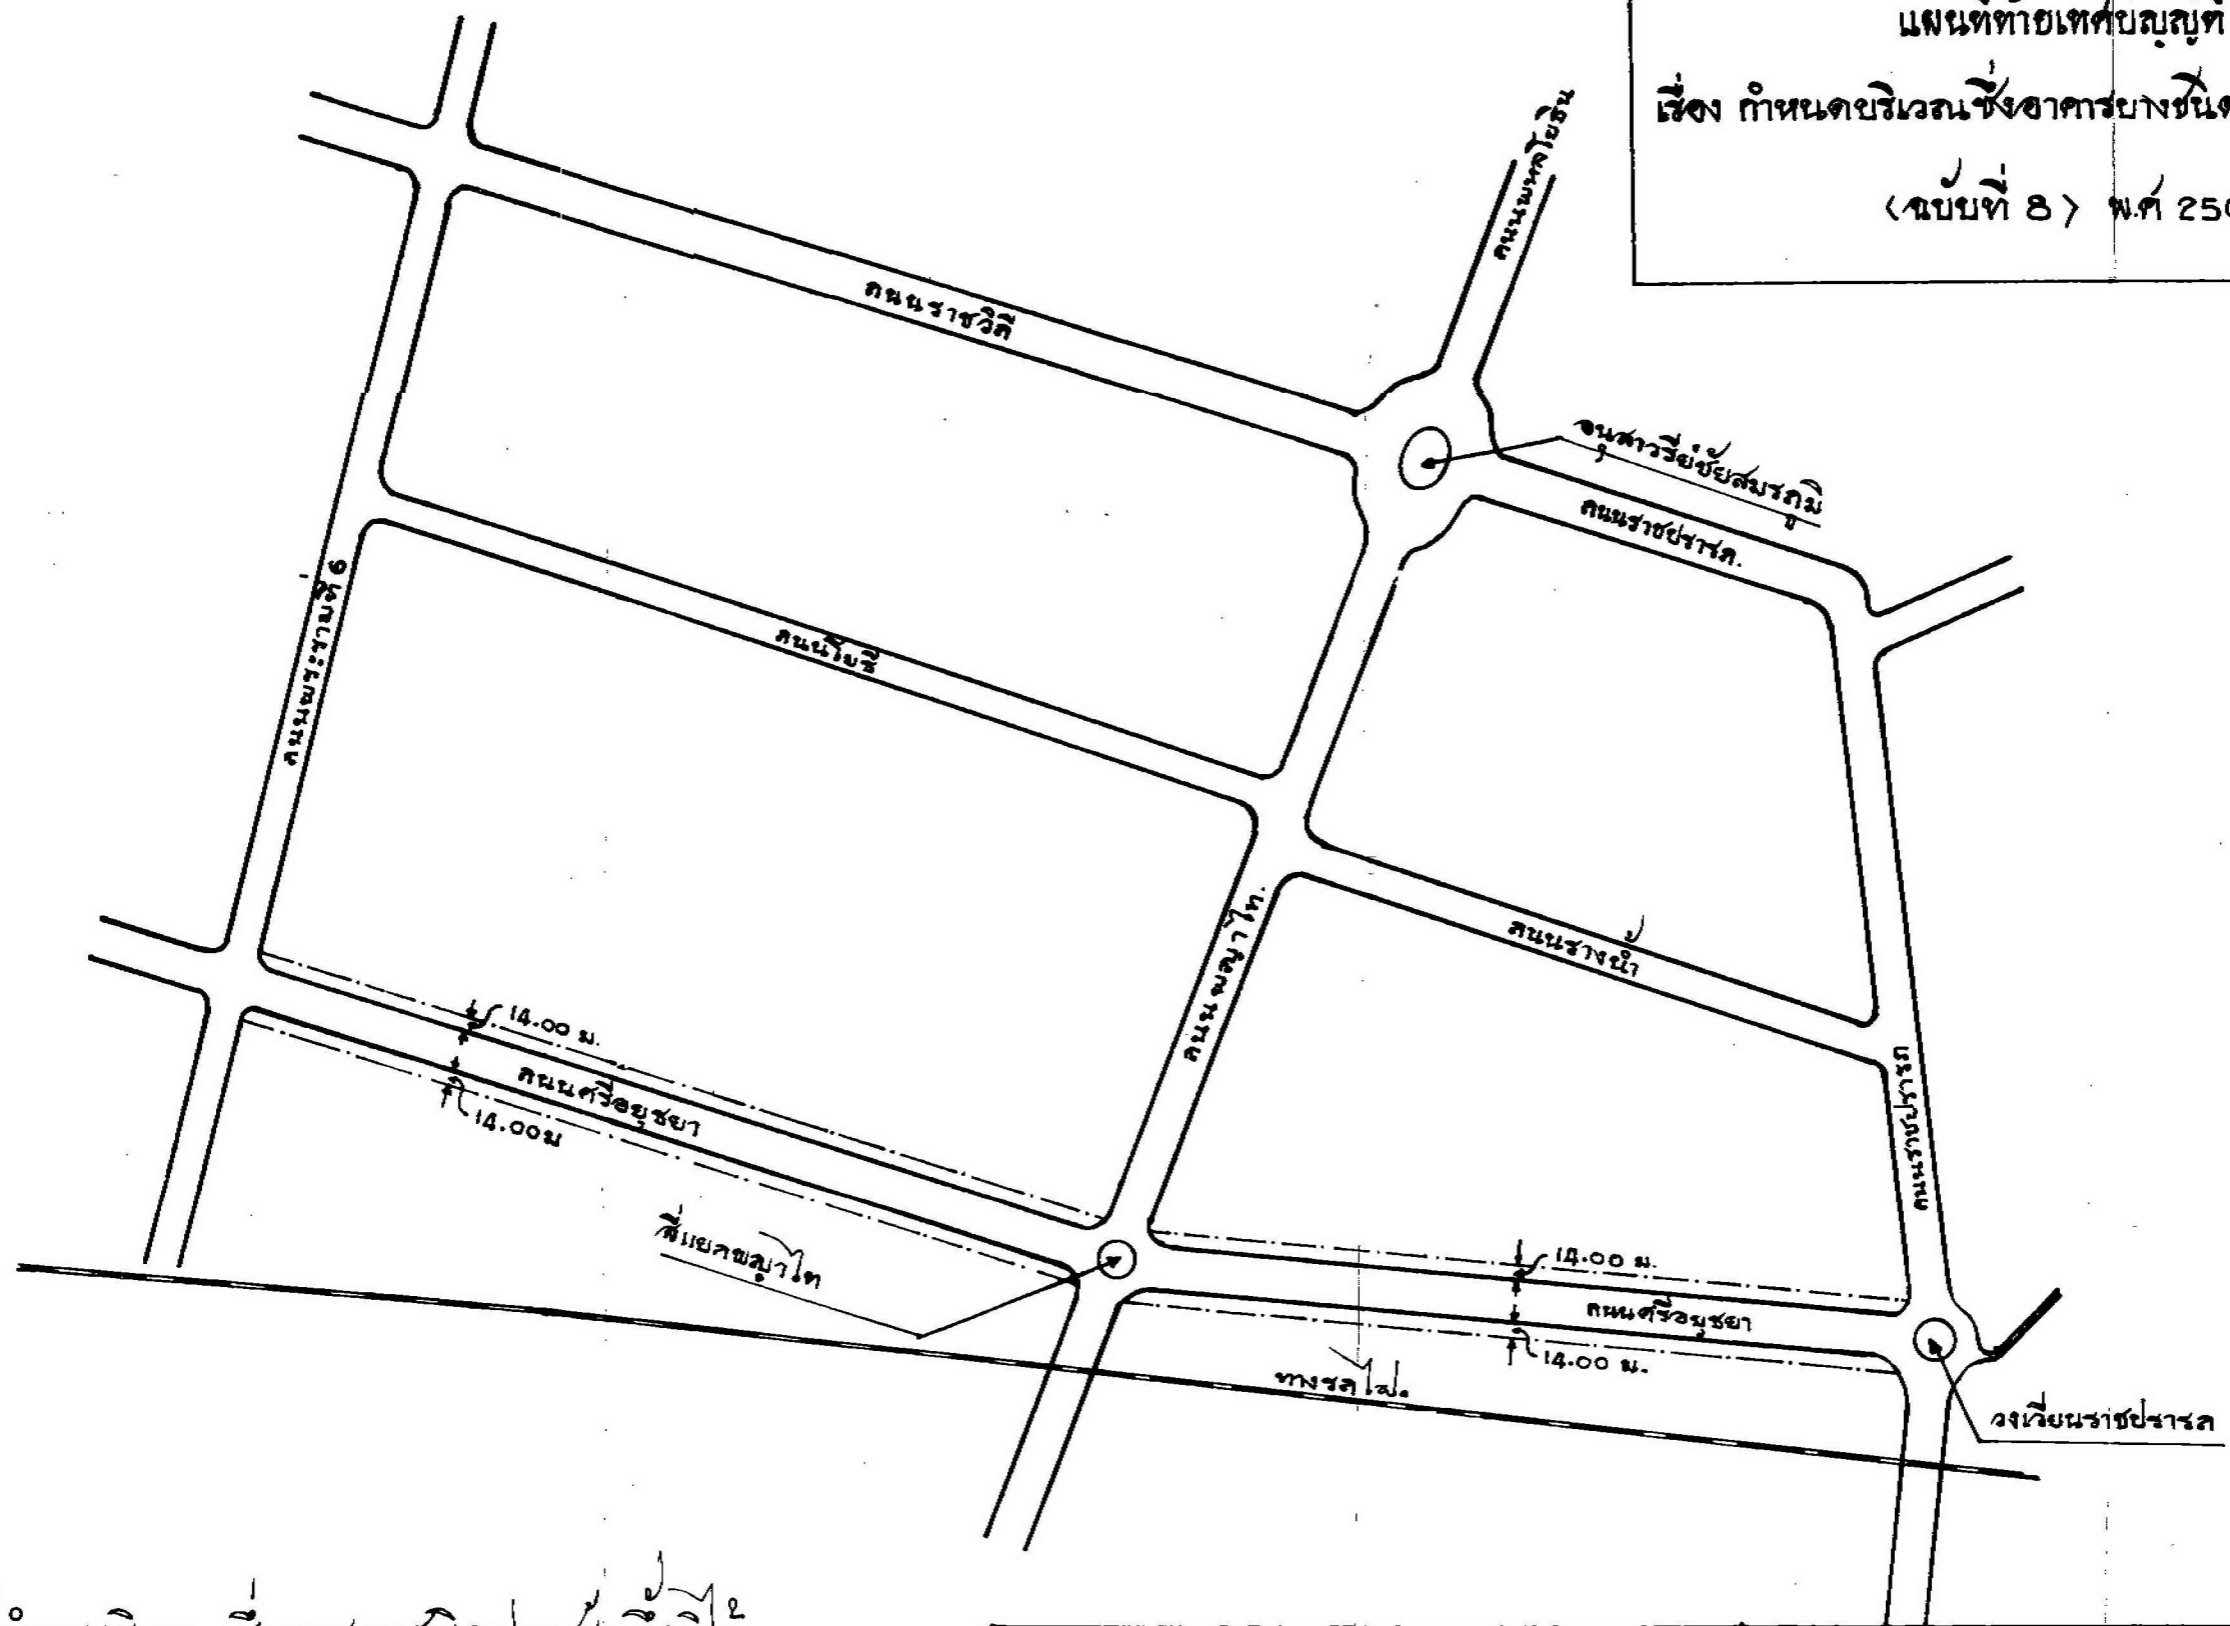 แผนที่ท้ายเทศบัญญัติ
เรื่อง กำหนดบริเวณซึ่งอาคารบางชนิด
(ฉบับที่ 8) พ.ศ 250
ถนนพหลโยธิน
ถนนราชวิถี
อนุสาวรีย์ชัยสมรภูมิ
ถนนราชปรารภ.
ถนนพระรามที่ 6
ถนนโยธี
ถนนพญาไท.
ถนนรางน้ำ
ถนนราชปรารภ
14.00 ม.
ถนนศรีอยุธยา
14.00 ม
สี่แยกพญาไท
14.00 ม.
ถนนศรีอยุธยา
14.00 ม.
ทางรถไฟ.
วงเวียนราชปรารภ